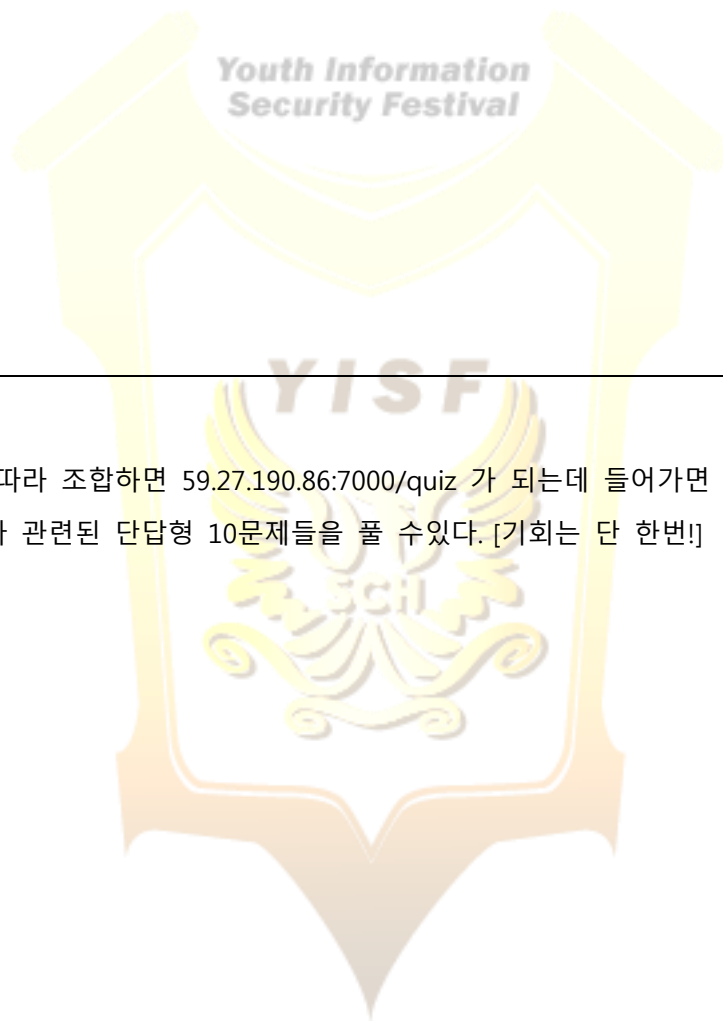 Youth Information
Security Festival
YISF
따라 조합하면 59.27.190.86:7000/quiz 가 되는데 들어가면
관련된 단답형 10문제들을 풀 수있다. [기회는 단 한번!]
SCH